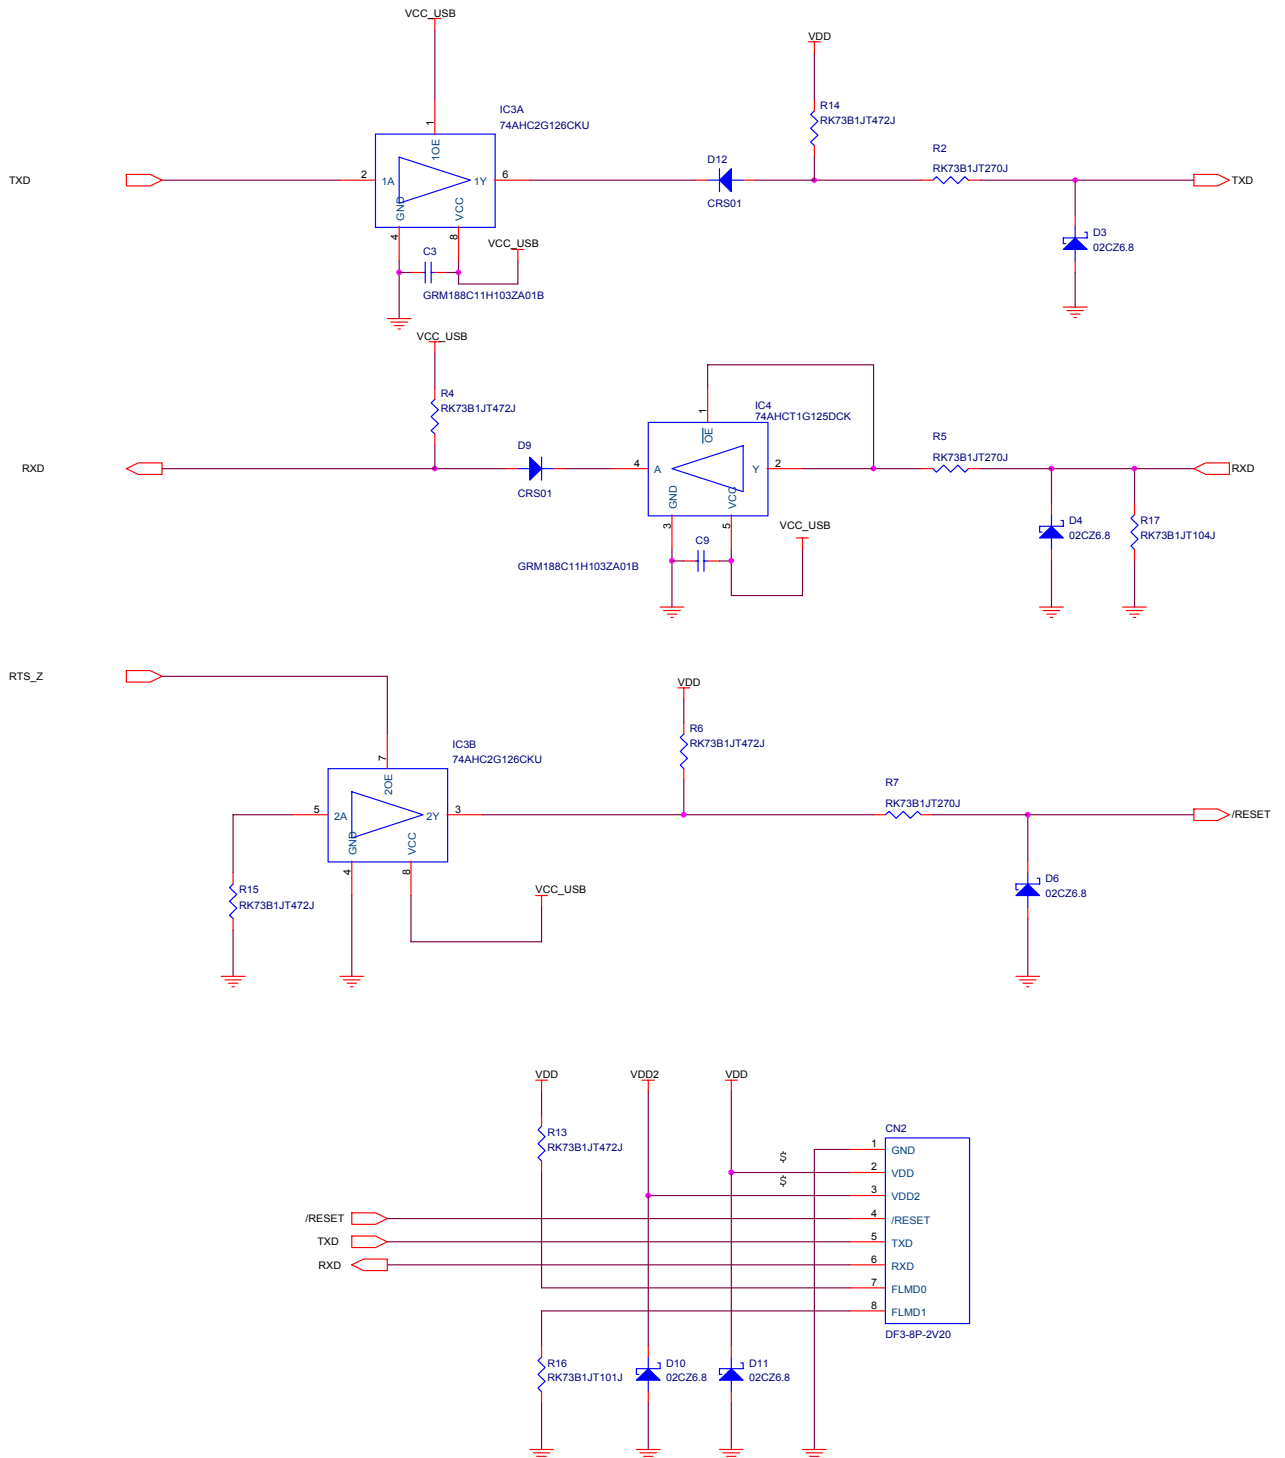 VCC_USB
VDD
IC3A
74AHC2G126CKU
R14
RK73B1JT472J
1
1OE
R2
RK73B1JT270J
D12
CRS01
TXD
2
1A
1Y
6
TXD
GND
VCC
4
8
D3
02CZ6.8
C3
VCC_USB
GRM188C11H103ZA01B
VCC_USB
R4
RK73B1JT472J
IC4
74AHCT1G125DCK
1
OE
R5
RK73B1JT270J
D9
CRS01
RXD
4
A
Y
2
RXD
GND
VCC
3
5
D4
02CZ6.8
R17
RK73B1JT104J
VCC_USB
C9
GRM188C11H103ZA01B
RTS_Z
VDD
R6
RK73B1JT472J
IC3B
74AHC2G126CKU
7
2OE
R7
RK73B1JT270J
5
2A
2Y
3
/RESET
GND
VCC
4
8
R15
RK73B1JT472J
VCC_USB
D6
02CZ6.8
VDD
VDD2
VDD
R13
RK73B1JT472J
CN2
1
GND
2
VDD
3
VDD2
/RESET
4
/RESET
TXD
5
TXD
RXD
6
RXD
7
FLMD0
8
FLMD1
DF3-8P-2V20
R16
RK73B1JT101J
D10
02CZ6.8
D11
02CZ6.8